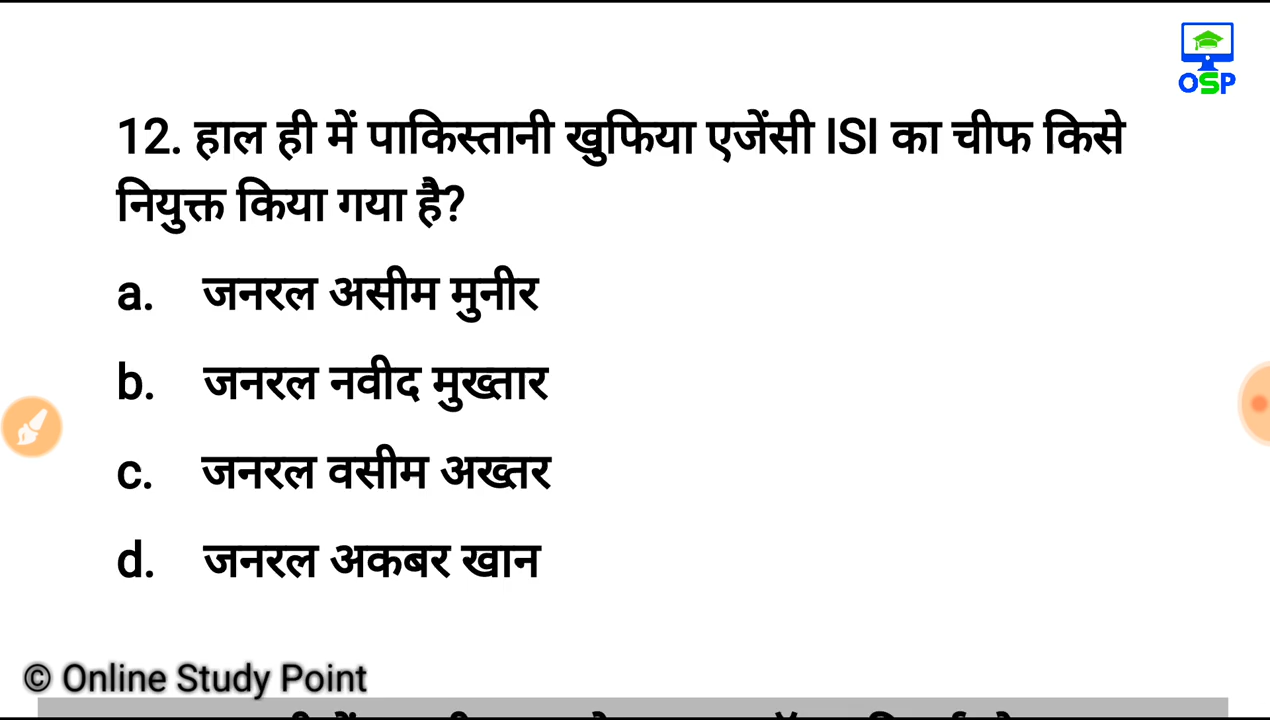 OSP
12. हाल ही में पाकिस्तानी खुफिया एजेंसी ISI का चीफ किसे
नियुक्त किया गया है?
a. जनरल असीम मुनीर
b. जनरल नवीद मुख्तार
c. जनरल वसीम अख्तर
d. जनरल अकबर खान
© Online Study Point